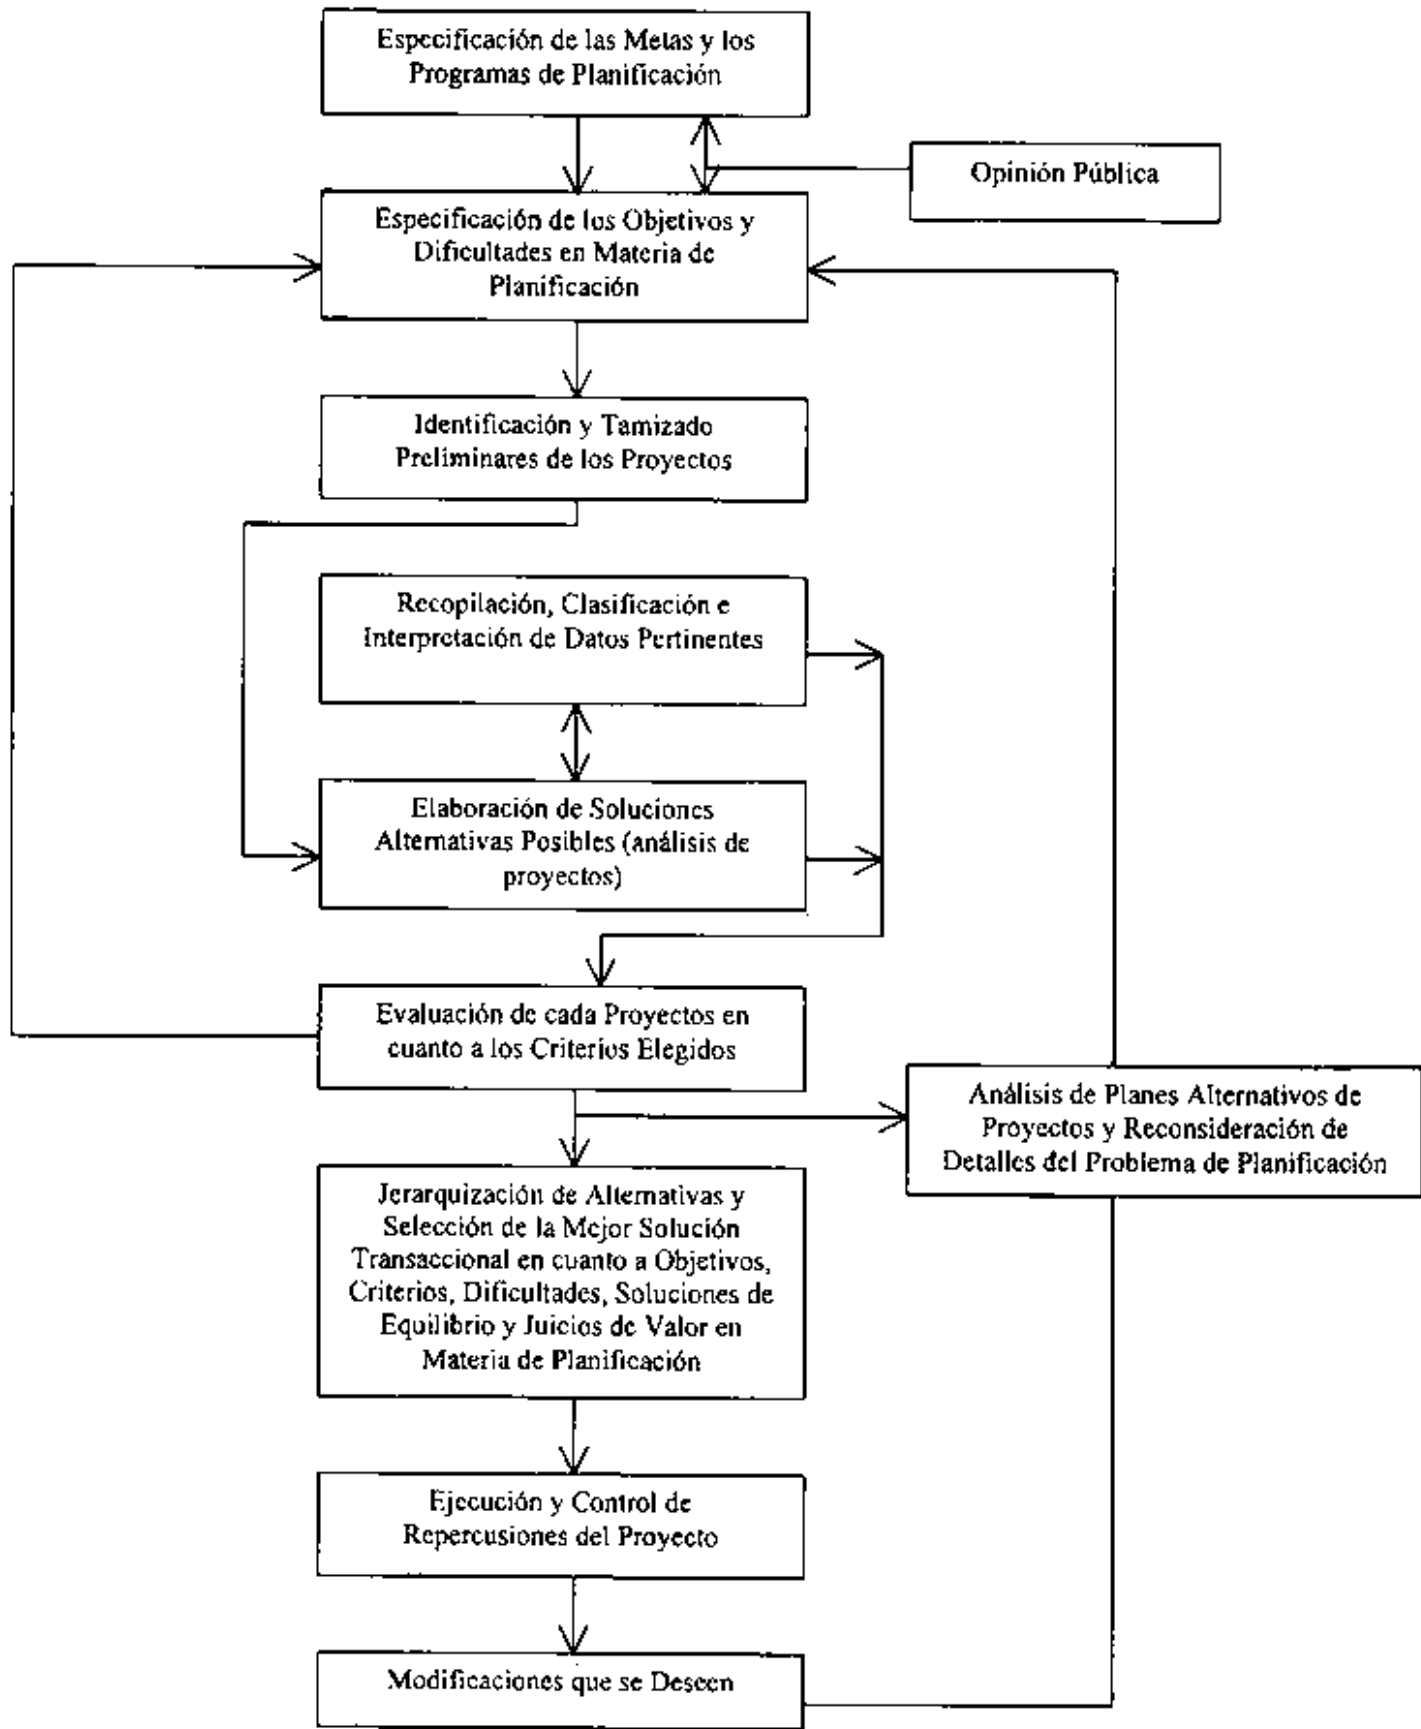 Especificación de las Metas y los
Programas de Planificación
Opinión Pública
Especificación de los Objetivos y
Dificultades en Materia de
Planificación
Identificación y Tamizado
Preliminares de los Proyectos
Recopilación, Clasificación e
Interpretación de Datos Pertinentes
Elaboración de Soluciones
Alternativas Posibles (análisis de
proyectos)
Evaluación de cada Proyectos en
cuanto a los Criterios Elegidos
Análisis de Planes Alternativos de
Proyectos y Reconsideración de
Detalles del Problema de Planificación
Jerarquización de Alternativas y
Selección de la Mejor Solución
Transaccional en cuanto a Objetivos,
Criterios, Dificultades, Soluciones de
Equilibrio y Juicios de Valor en
Materia de Planificación
Ejecución y Control de
Repercusiones del Proyecto
Modificaciones que se Deseen